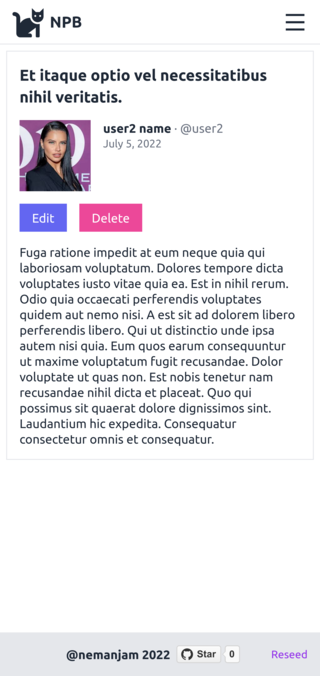 NPB
Et itaque optio vel necessitatibus
nihil veritatis.
user2 name · @user2
July 5, 2022
Edit
Delete
Fuga ratione impedit at eum neque quia qui
laboriosam voluptatum. Dolores tempore dicta
voluptates iusto vitae quia ea. Est in nihil rerum.
Odio quia occaecati perferendis voluptates
quidem aut nemo nisi. A est sit ad dolorem libero
perferendis libero. Qui ut distinctio unde ipsa
autem nisi quia. Eum quos earum consequuntur
ut maxime voluptatum fugit recusandae. Dolor
voluptate ut quas non. Est nobis tenetur nam
recusandae nihil dicta et placeat. Quo qui
possimus sit quaerat dolore dignissimos sint.
Laudantium hic expedita. Consequatur
consectetur omnis et consequatur.
@nemanjam 2022
Star
0
Reseed